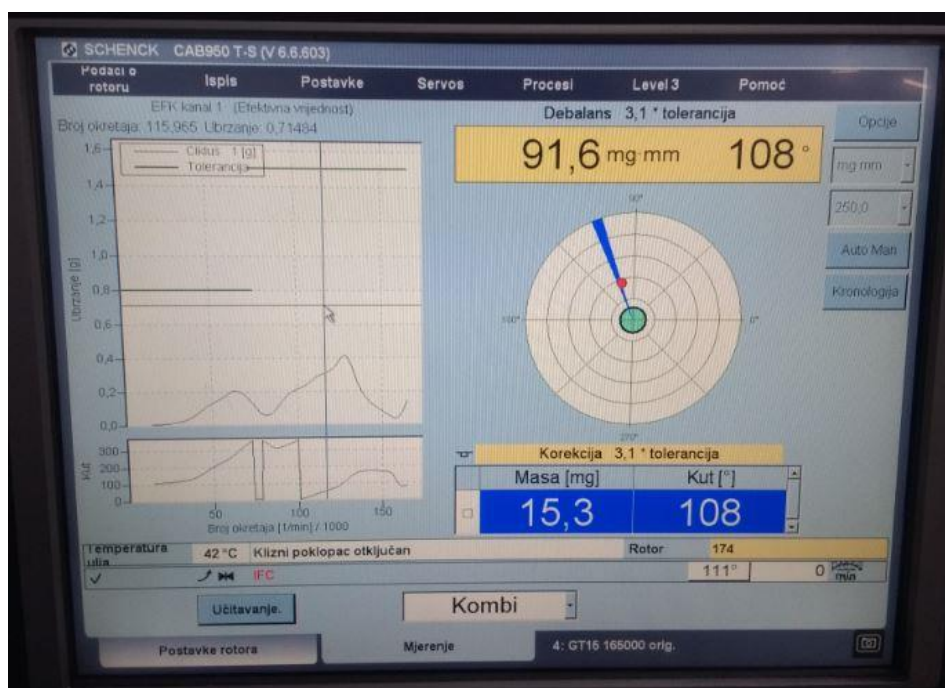 SCHENCK CAB950 T-S (V 6.6.603)
Podaci o rotoru Ispis Postavke Servos Procesi Level 3 Pomoć
EFK kanal 1 (Efektivna vrijednost)
Broj okretaja: 115,965 Ubrzanje: 0,71484
Debalans 3,1 * tolerancija
Opcije
91,6 mg·mm 108 °
mg·mm
250,0
Auto Man
Kronologija
Ciklus 1 [g]
Tolerancija
1,6
1,4
1,2
1,0
0,8
0,6
0,4
0,2
0,0
Ubrzanje [g]
90°
180°
0°
270°
300
200
100
0
Kut
50 100 150
Broj okretaja [1/min] / 1000
Korekcija 3,1 * tolerancija
Masa [mg] Kut [°]
15,3 108
Temperatura ulja 42 °C Klizni poklopac otključan Rotor 174
IFC 111° 0 min
Učitavanje. Kombi
Postavke rotora Mjerenje 4: GT15 165000 orig.